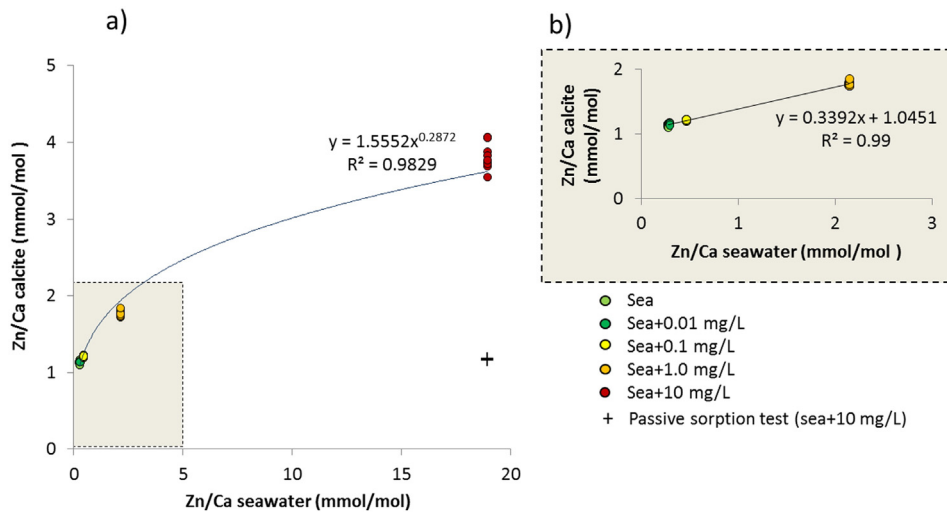 a)
Zn/Ca calcite (mmol/mol)
5
4
3
2
1
0
y = 1.5552x^0.2872
R² = 0.9829
0
5
10
15
20
Zn/Ca seawater (mmol/mol)
b)
Zn/Ca calcite
(mmol/mol)
2
1
0
y = 0.3392x + 1.0451
R² = 0.99
0
1
2
3
Zn/Ca seawater (mmol/mol )
Sea
Sea+0.01 mg/L
Sea+0.1 mg/L
Sea+1.0 mg/L
Sea+10 mg/L
Passive sorption test (sea+10 mg/L)